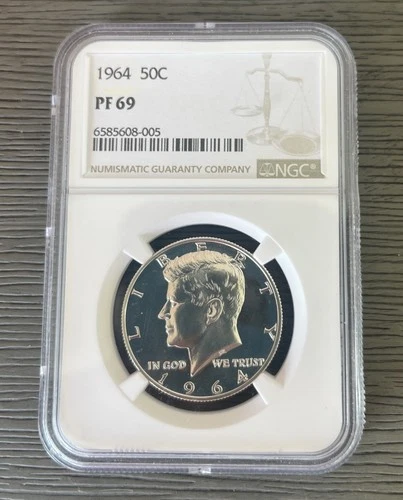 1964 50C
PF 69
6585608-005
NUMISMATIC GUARANTY COMPANY NGC®
LIBERTY
IN GOD WE TRUST
1964